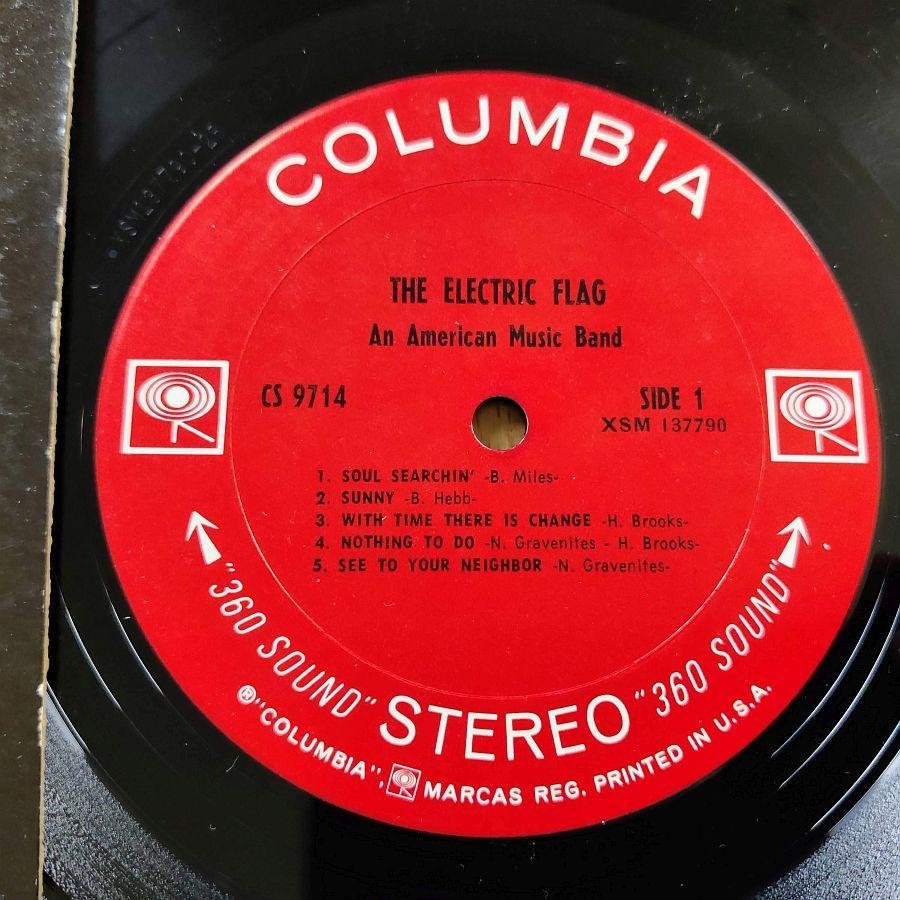 COLUMBIA
THE ELECTRIC FLAG
An American Music Band
CS 9714
SIDE 1
XSM 137790
1. SOUL SEARCHIN' -B. Miles-
2. SUNNY -B. Hebb-
3. WITH TIME THERE IS CHANGE -H. Brooks-
4. NOTHING TO DO -N. Gravenites - H. Brooks-
5. SEE TO YOUR NEIGHBOR -N. Gravenites-
"360 SOUND" STEREO "360 SOUND"
® "COLUMBIA", MARCAS REG. PRINTED IN U.S.A.